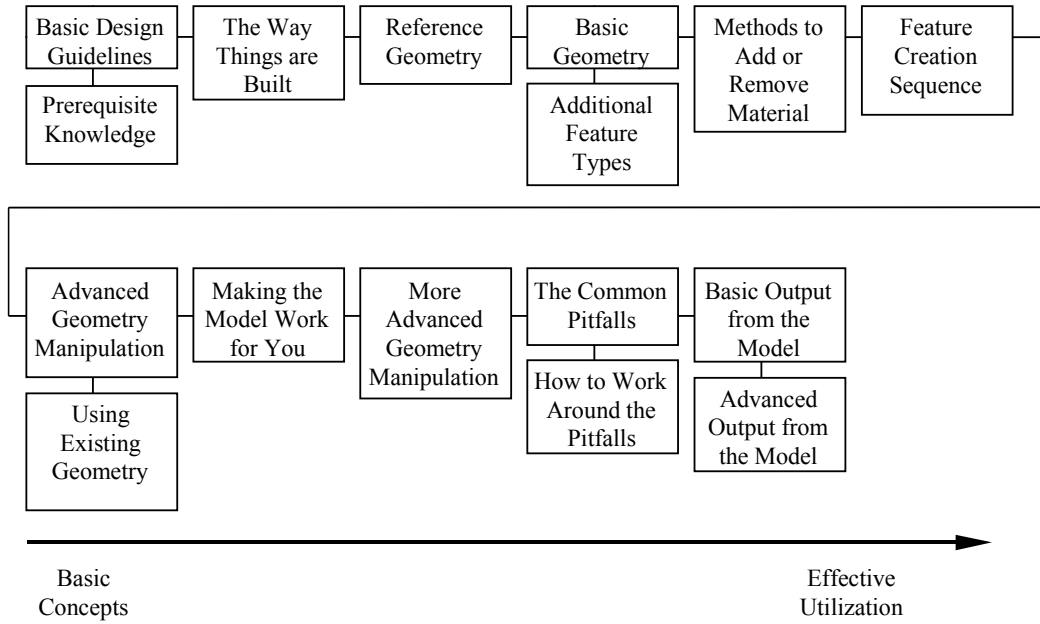 Basic Design
Guidelines
Prerequisite
Knowledge
The Way
Things are
Built
Reference
Geometry
Basic
Geometry
Additional
Feature
Types
Methods to
Add or
Remove
Material
Feature
Creation
Sequence
Advanced
Geometry
Manipulation
Using
Existing
Geometry
Making the
Model Work
for You
More
Advanced
Geometry
Manipulation
The Common
Pitfalls
How to Work
Around the
Pitfalls
Basic Output
from the
Model
Advanced
Output from
the Model
Basic
Concepts
Effective
Utilization